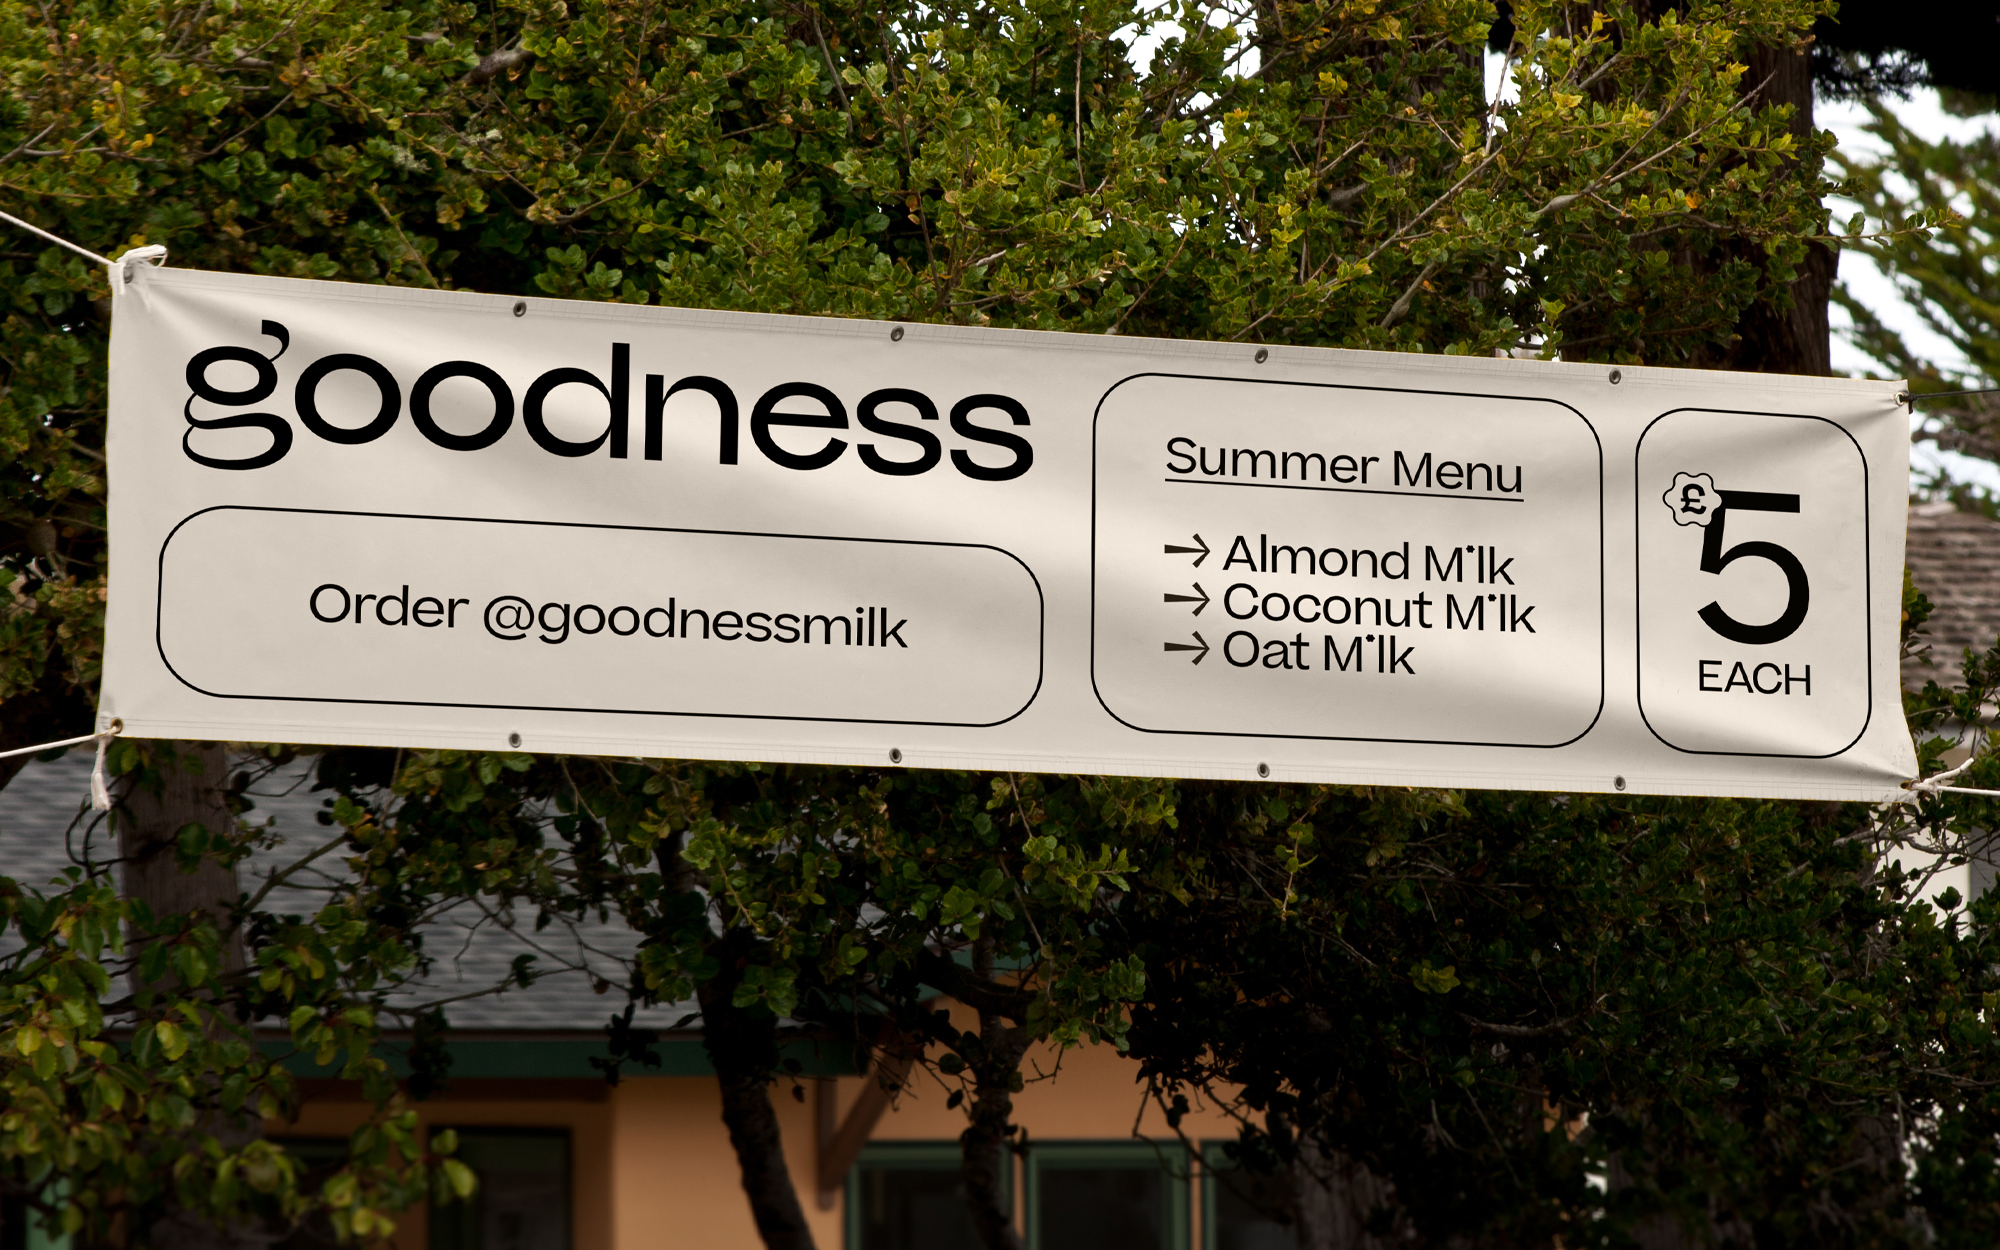 goodness
Order @goodnessmilk
Summer Menu
→ Almond M*lk
→ Coconut M*lk
→ Oat M*lk
£5
EACH